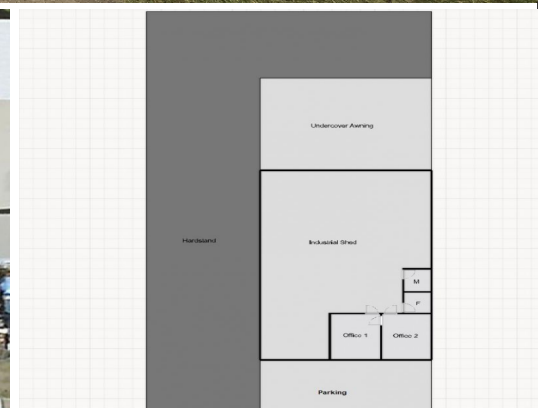 Undercover Awning
Hardstand
Industrial Shed
M
F
Office 1
Office 2
Parking